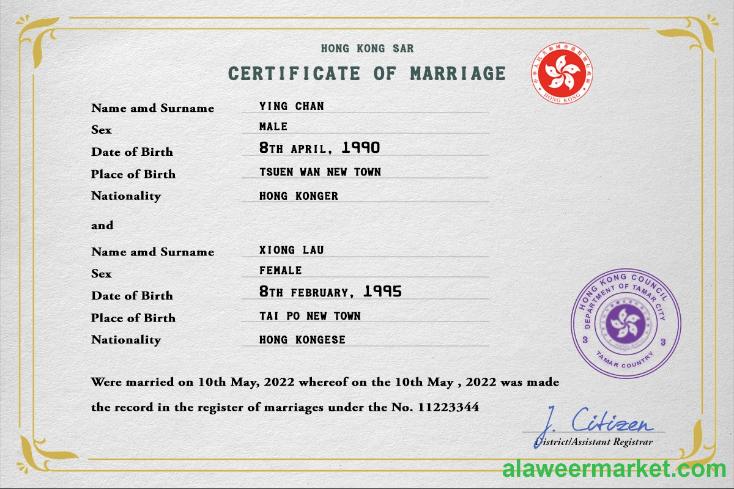 HONG KONG SAR
CERTIFICATE OF MARRIAGE
HONG KONG
Name amd Surname YING CHAN
Sex MALE
Date of Birth 8TH APRIL, 1990
Place of Birth TSUEN WAN NEW TOWN
Nationality HONG KONGER
and
Name amd Surname XIONG LAU
Sex FEMALE
Date of Birth 8TH FEBRUARY, 1995
Place of Birth TAI PO NEW TOWN
Nationality HONG KONGESE
HONG KONG COUNCIL
DEPARTMENT OF TAMAR CITY
3 3
TAMAR COUNTRY
Were married on 10th May, 2022 whereof on the 10th May , 2022 was made
the record in the register of marriages under the No. 11223344
J. Citizen
District/Assistant Registrar
alaweermarket.com